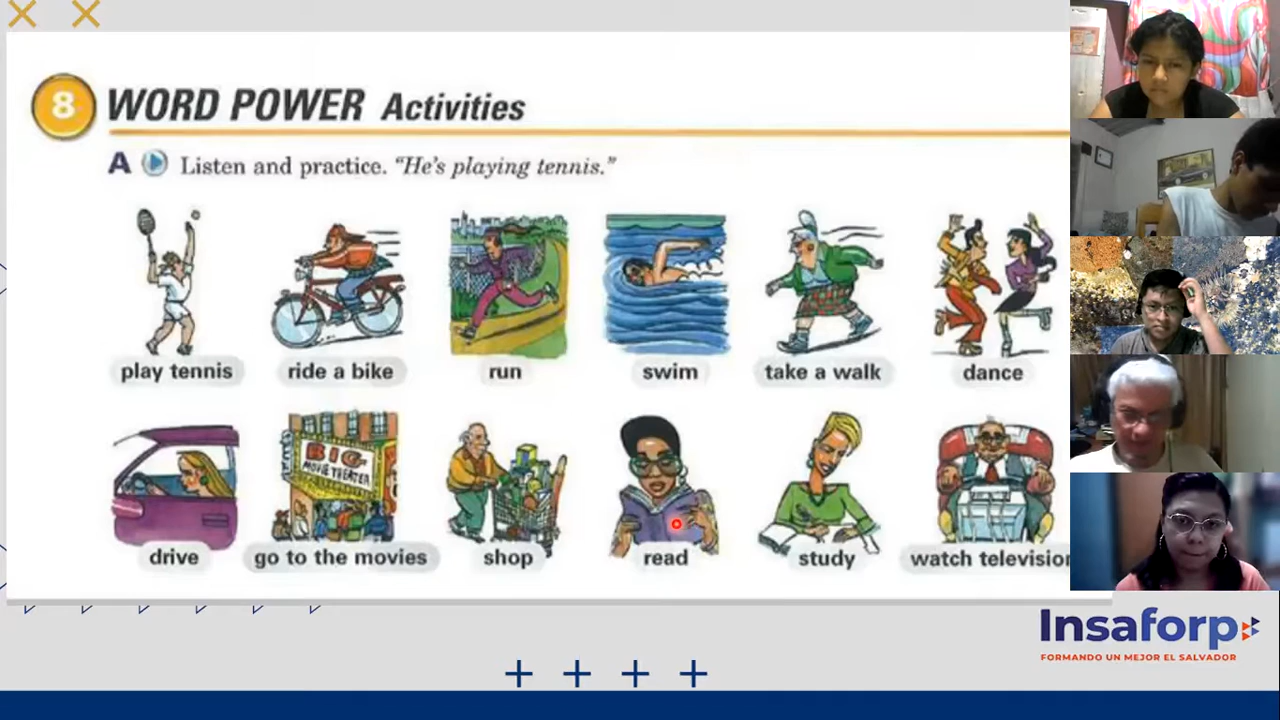 8 WORD POWER Activities
A Listen and practice. "He's playing tennis."
play tennis ride a bike run swim take a walk dance
BIG
MOVIE THEATER
drive go to the movies shop read study watch television
Insaforp
FORMANDO UN MEJOR EL SALVADOR